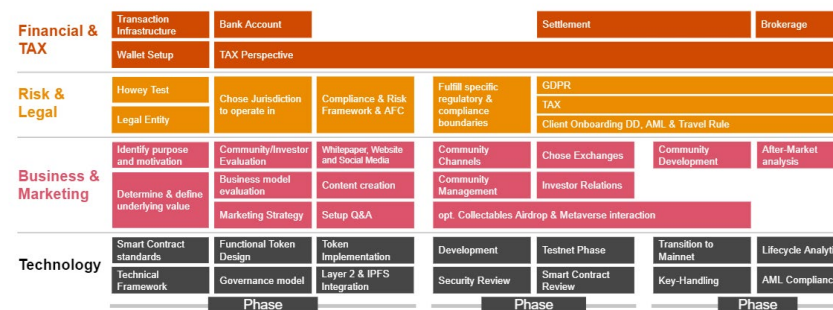 Financial &
TAX
Transaction
Infrastructure
Bank Account
Settlement
Brokerage
Wallet Setup
TAX Perspective
Risk &
Legal
Howey Test
Legal Entity
Chose Jurisdiction
to operate in
Compliance & Risk
Framework & AFC
Fulfill specific
regulatory &
compliance
boundaries
GDPR
TAX
Client Onboarding DD, AML & Travel Rule
Business &
Marketing
Identify purpose
and motivation
Community/Investor
Evaluation
Whitepaper, Website
and Social Media
Community
Channels
Chose Exchanges
Community
Development
After-Market
analysis
Determine & define
underlying value
Business model
evaluation
Content creation
Community
Management
Investor Relations
Marketing Strategy
Setup Q&A
opt. Collectables Airdrop & Metaverse interaction
Technology
Smart Contract
standards
Functional Token
Design
Token
Implementation
Development
Testnet Phase
Transition to
Mainnet
Lifecycle Analyti
Technical
Framework
Governance model
Layer 2 & IPFS
Integration
Security Review
Smart Contract
Review
Key-Handling
AML Complianc
Phase
Phase
Phase